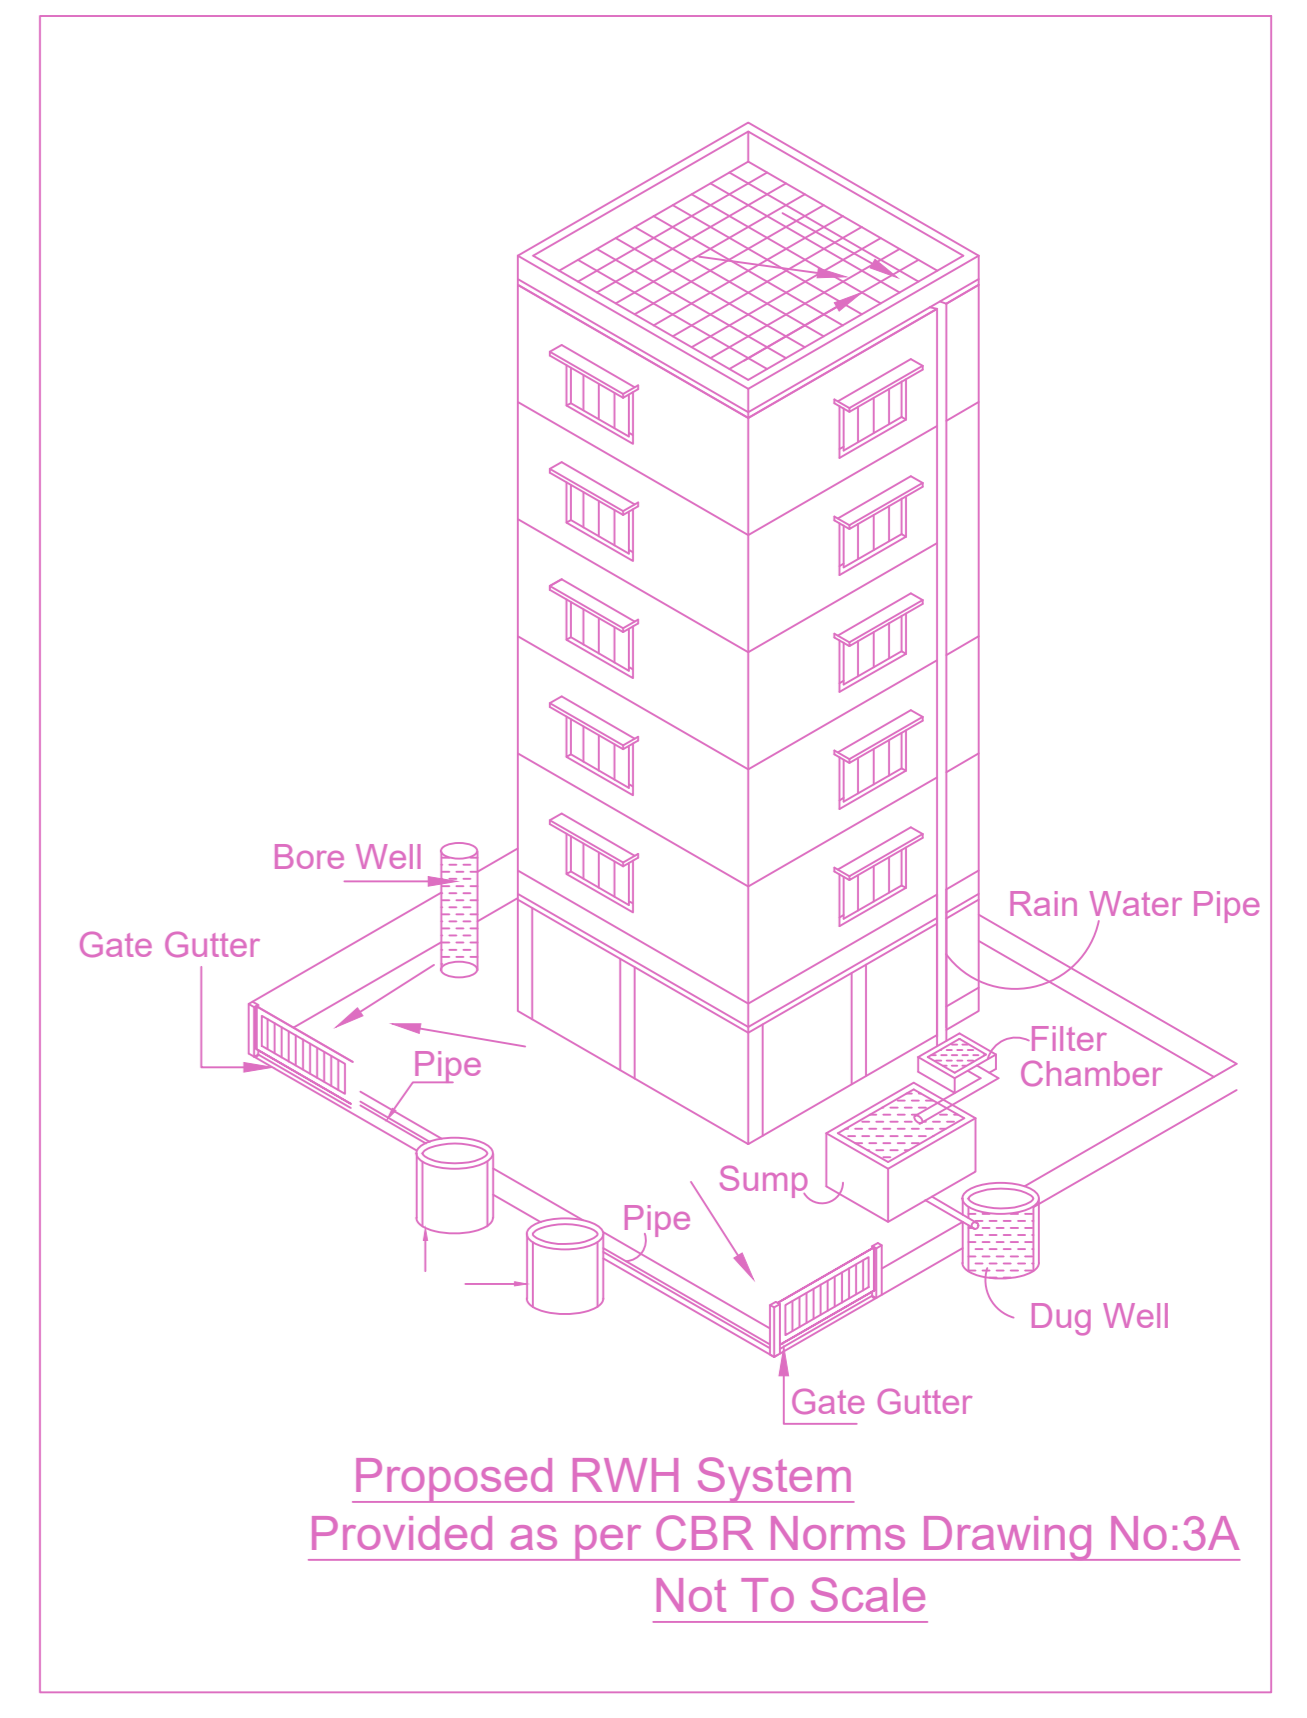 Bore Well
Rain Water Pipe
Gate Gutter
Filter
Chamber
Pipe
Sump
Pipe
Dug Well
Gate Gutter
Proposed RWH System
Provided as per CBR Norms Drawing No:3A
Not To Scale